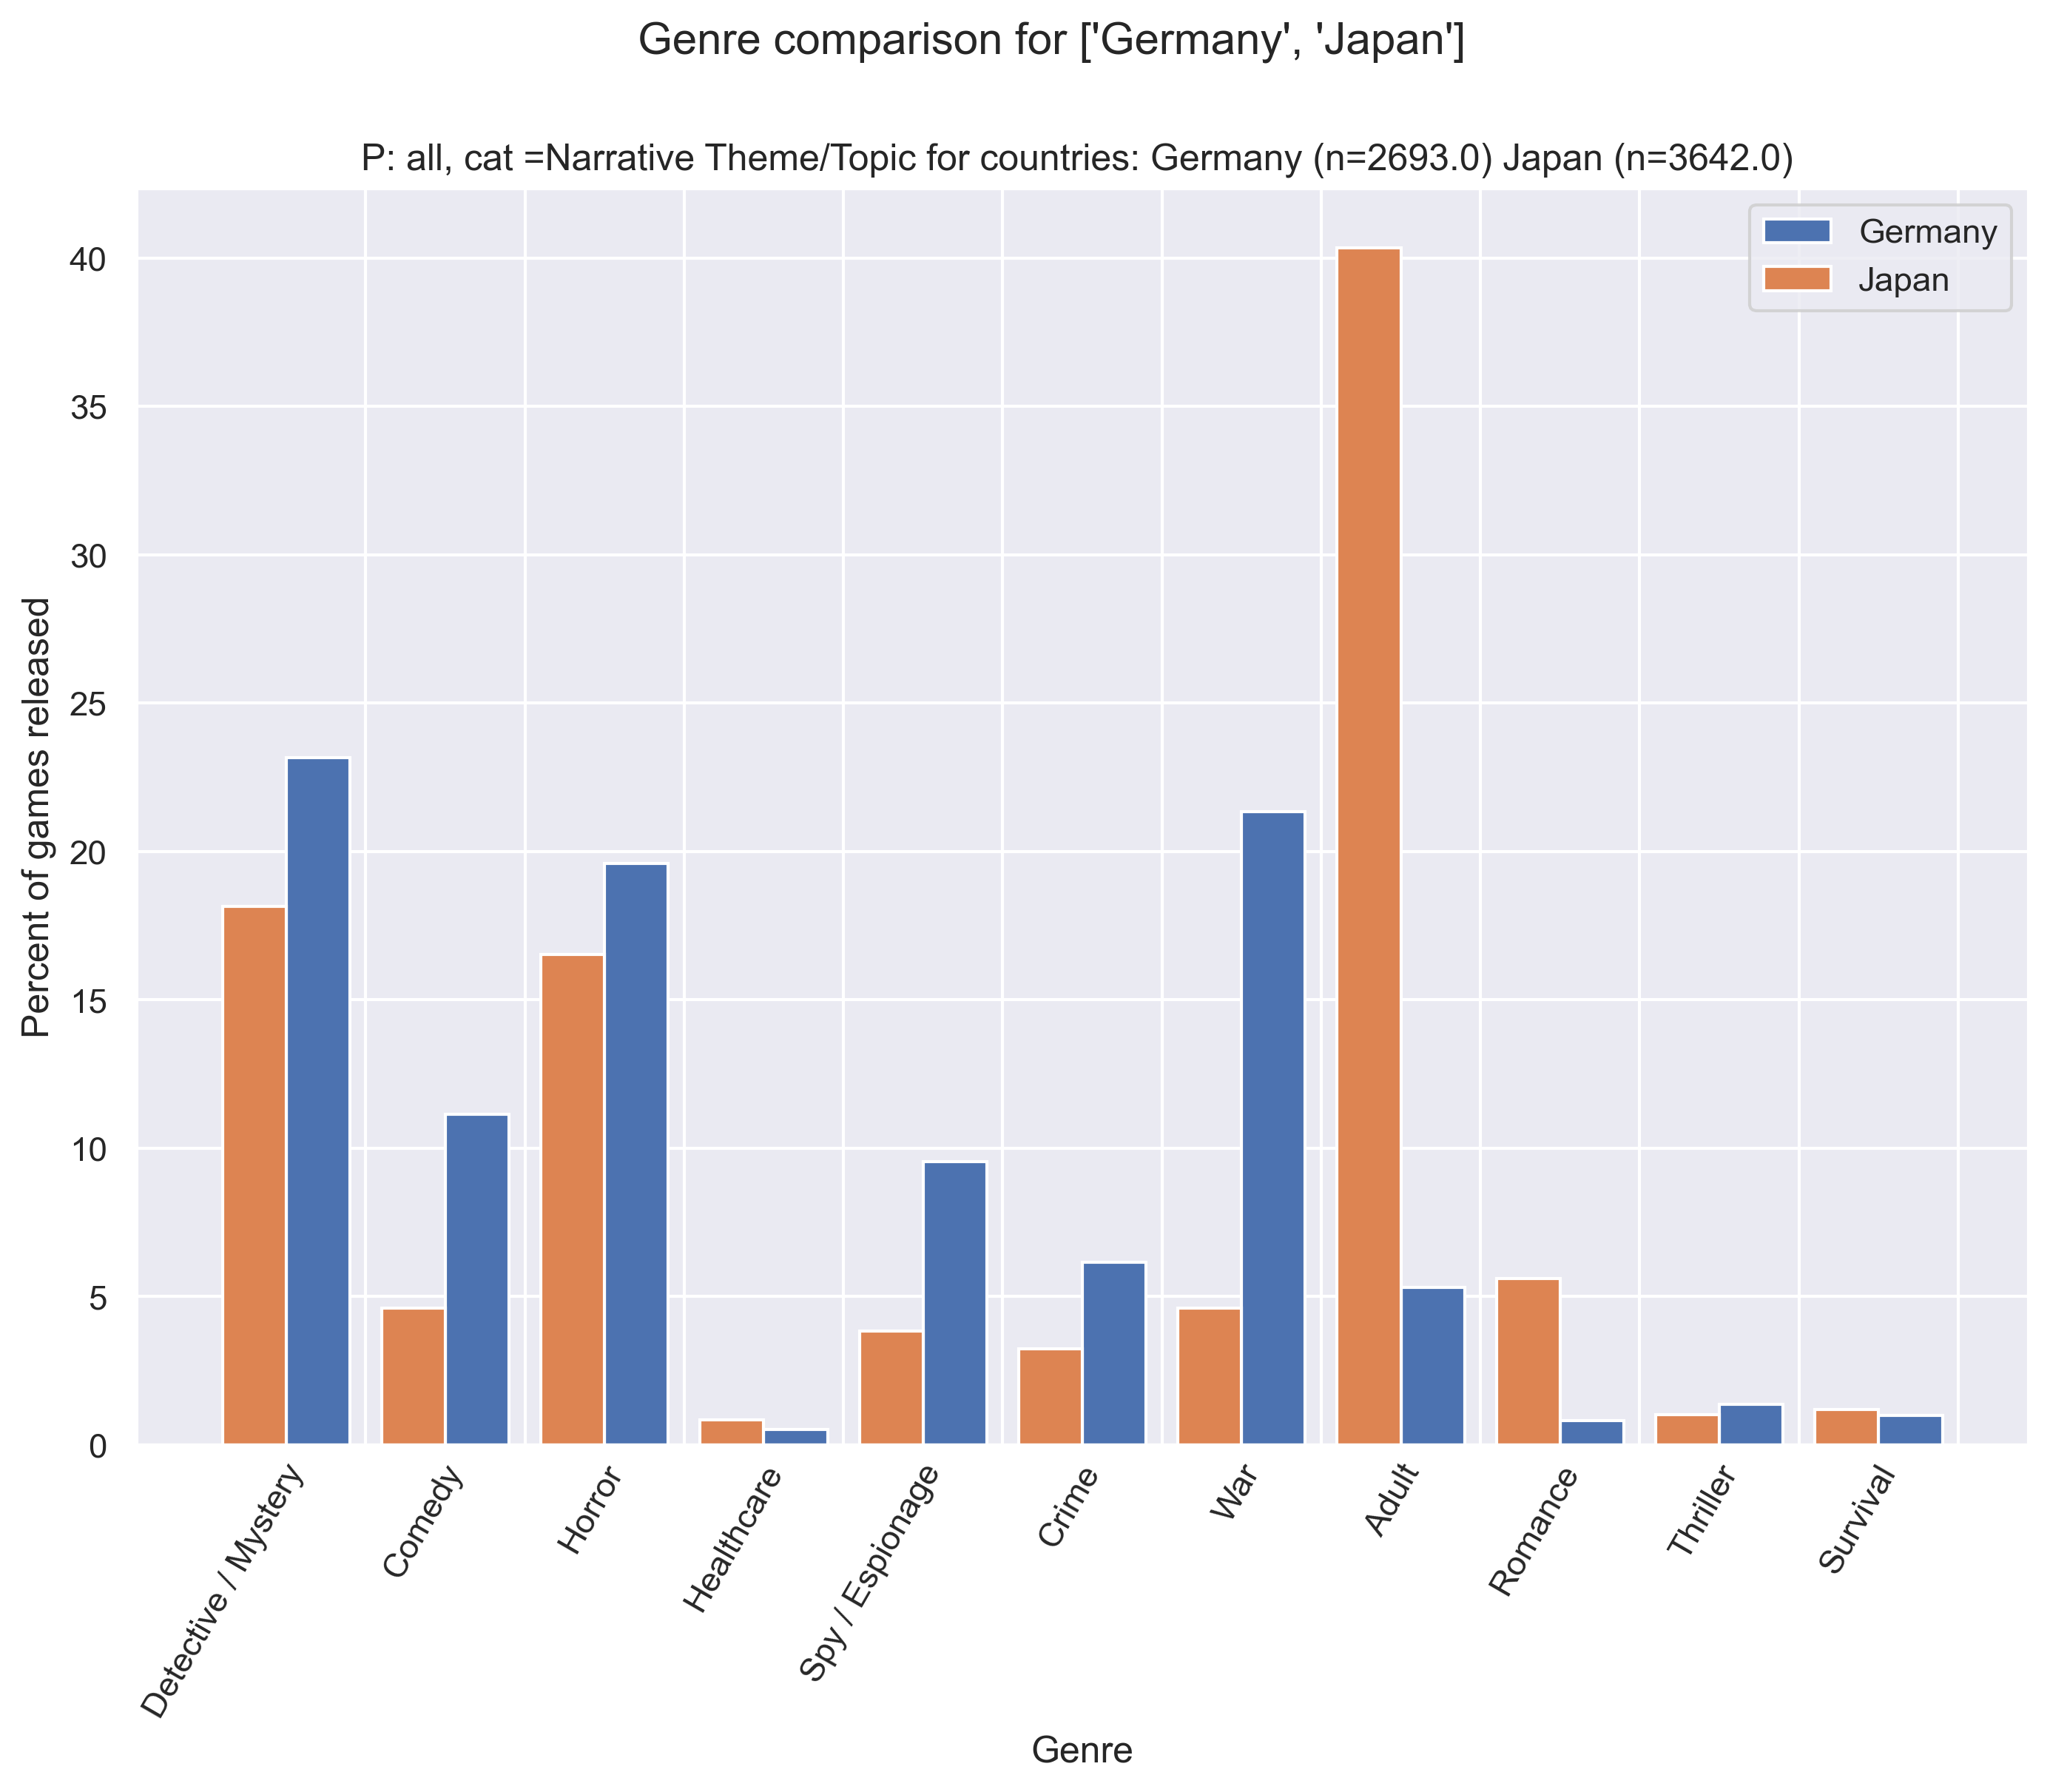 Genre comparison for ['Germany', 'Japan']
P: all, cat =Narrative Theme/Topic for countries: Germany (n=2693.0) Japan (n=3642.0)
Germany
Japan
Percent of games released
40
35
30
25
20
15
10
5
0
Detective / Mystery
Comedy
Horror
Healthcare
Spy / Espionage
Crime
War
Adult
Romance
Thriller
Survival
Genre